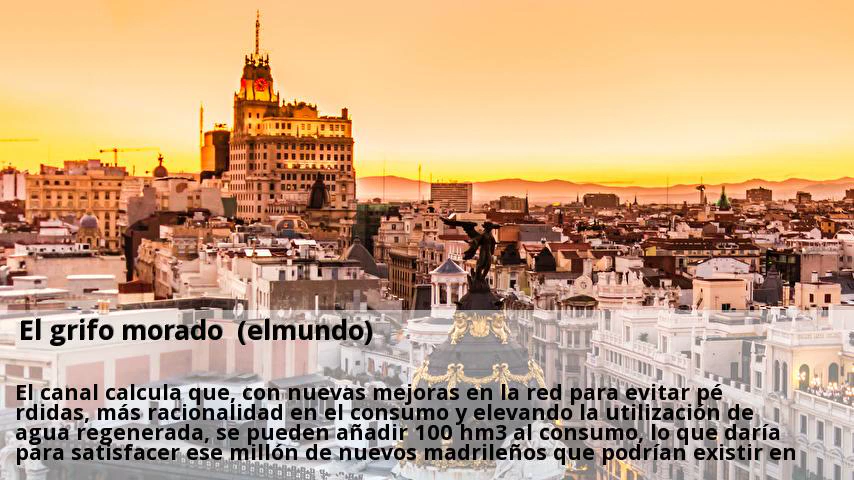 El grifo morado  (elmundo)
El canal calcula que, con nuevas mejoras en la red para evitar pé
rdidas, más racionalidad en el consumo y elevando la utilización de
agua regenerada, se pueden añadir 100 hm3 al consumo, lo que daría
para satisfacer ese millón de nuevos madrileños que podrían existir en